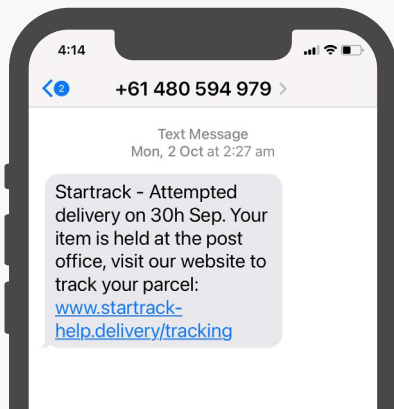 4:14
2
+61 480 594 979
Text Message
Mon, 2 Oct at 2:27 am
Startrack - Attempted
delivery on 30h Sep. Your
item is held at the post
office, visit our website to
track your parcel:
www.startrack-
help.delivery/tracking